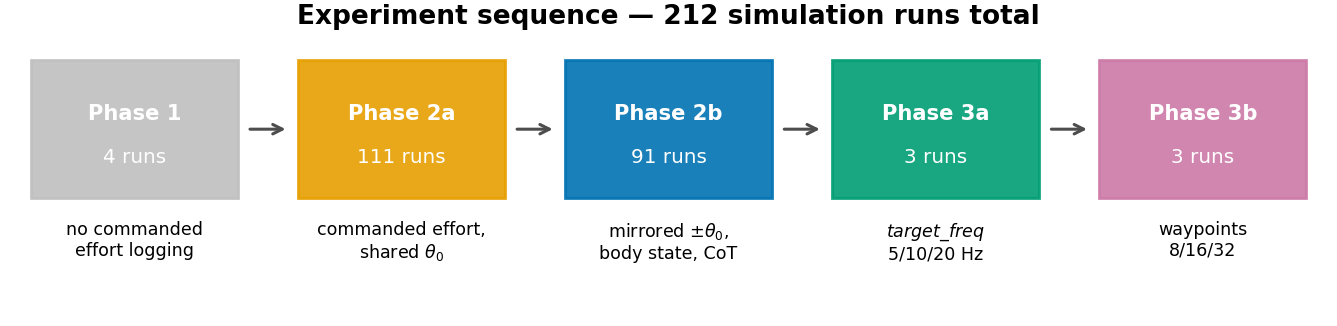 Experiment sequence — 212 simulation runs total
Phase 1
4 runs
no commanded
effort logging
Phase 2a
111 runs
commanded effort,
shared θ₀
Phase 2b
91 runs
mirrored ±θ₀,
body state, CoT
Phase 3a
3 runs
target_freq
5/10/20 Hz
Phase 3b
3 runs
waypoints
8/16/32